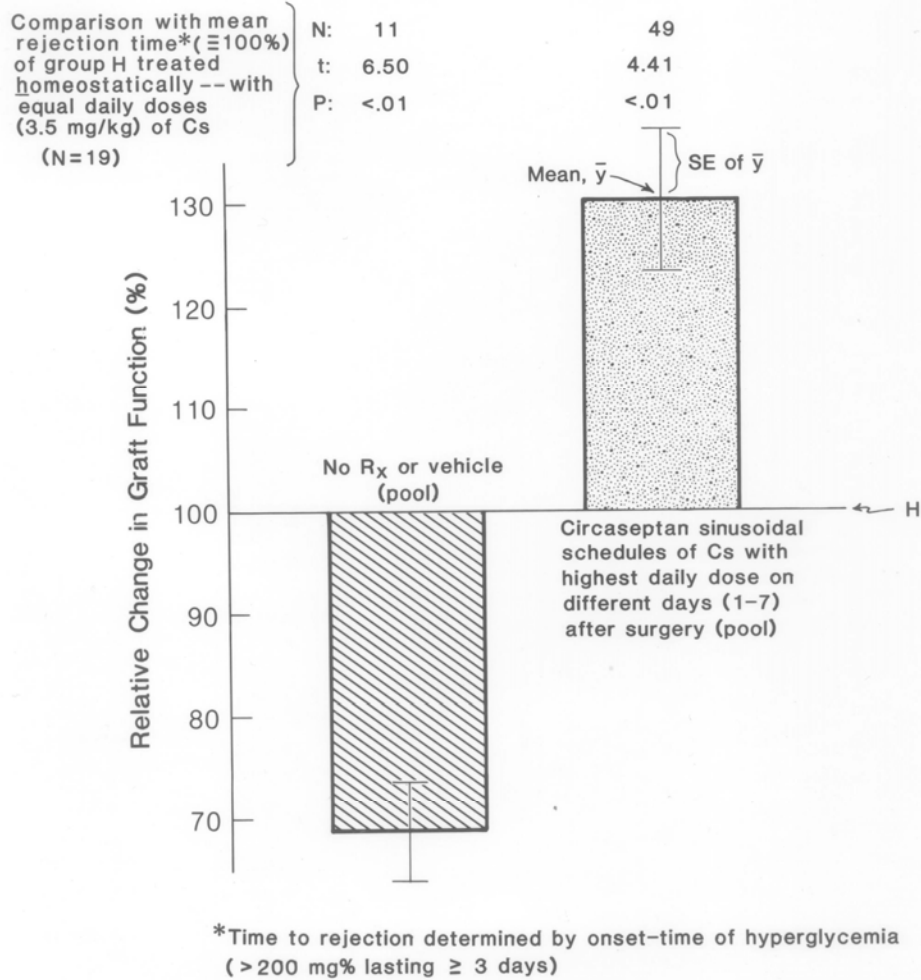 Comparison with mean
rejection time*(≡100%)
of group H treated
homeostatically -- with
equal daily doses
(3.5 mg/kg) of Cs
(N=19)
N: 11 49
t: 6.50 4.41
P: <.01 <.01
Mean, ȳ
SE of ȳ
Relative Change in Graft Function (%)
130
120
110
100
90
80
70
No Rx or vehicle
(pool)
H
Circaseptan sinusoidal
schedules of Cs with
highest daily dose on
different days (1-7)
after surgery (pool)
*Time to rejection determined by onset-time of hyperglycemia
(>200 mg% lasting ≥ 3 days)